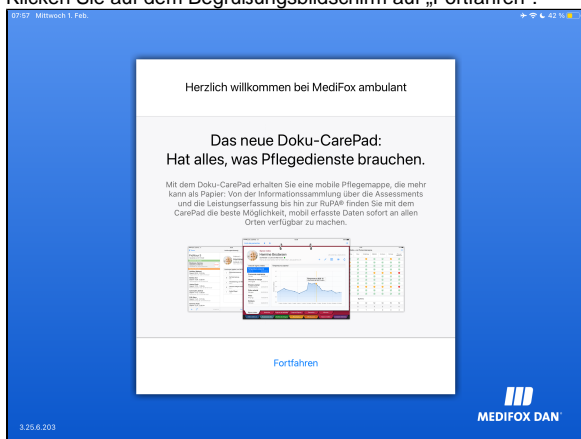 Klicken Sie auf dem Begrüßungsbildschirm auf „Fortfahren“.
07:57 Mittwoch 1. Feb.
42 %
Herzlich willkommen bei MediFox ambulant
Das neue Doku-CarePad:
Hat alles, was Pflegedienste brauchen.
Mit dem Doku-CarePad erhalten Sie eine mobile Pflegemappe, die mehr
kann als Papier: Von der Informationssammlung über die Assessments
und die Leistungserfassung bis hin zur RuPA® finden Sie mit dem
CarePad die beste Möglichkeit, mobil erfasste Daten sofort an allen
Orten verfügbar zu machen.
Fortfahren
MEDIFOX DAN
3.25.6.203